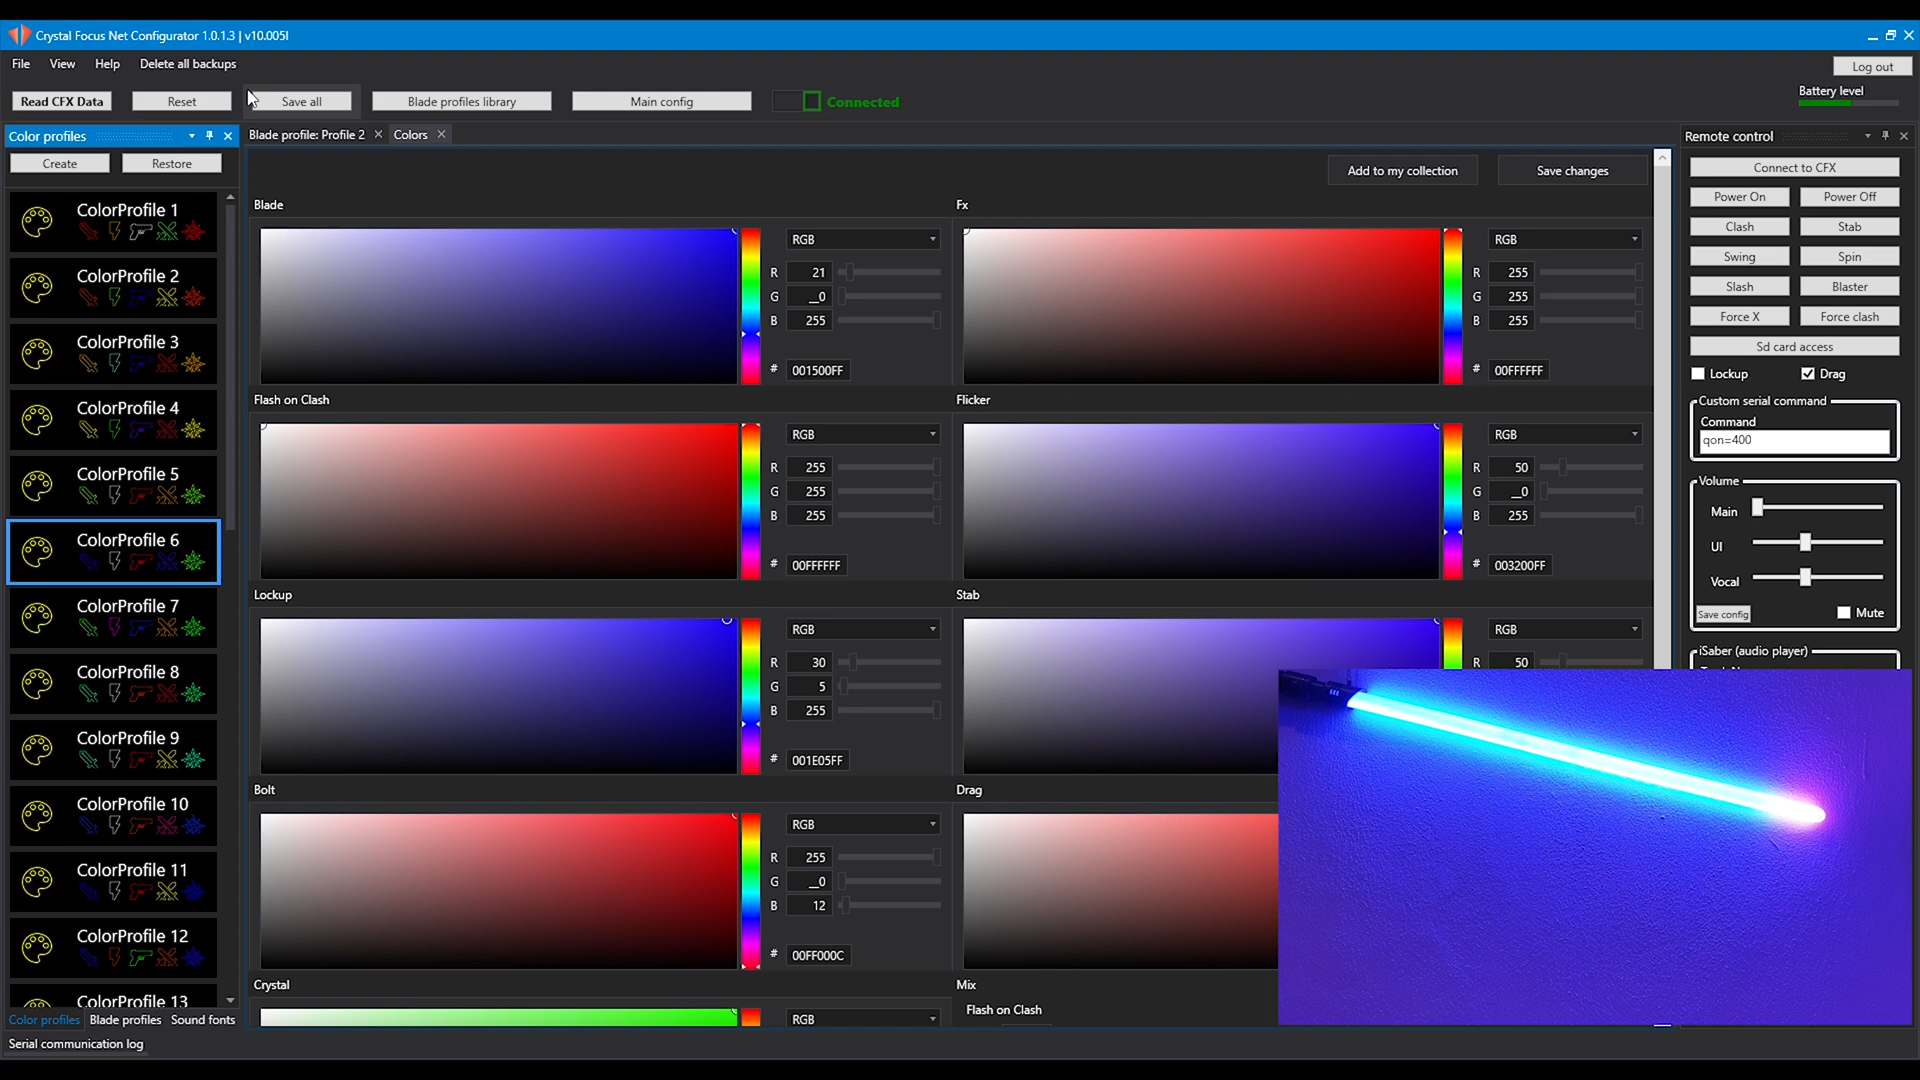 Crystal Focus Net Configurator 1.0.1.3 | v10.005l
File View Help Delete all backups
Log out
Read CFX Data Reset Save all Blade profiles library Main config Connected
Battery level
Color profiles
Create Restore
ColorProfile 1
ColorProfile 2
ColorProfile 3
ColorProfile 4
ColorProfile 5
ColorProfile 6
ColorProfile 7
ColorProfile 8
ColorProfile 9
ColorProfile 10
ColorProfile 11
ColorProfile 12
ColorProfile 13
Color profiles Blade profiles Sound fonts
Serial communication log
Blade profile: Profile 2 Colors
Add to my collection Save changes
Blade
RGB
R 21
G __0
B 255
# 001500FF
Fx
RGB
R 255
G 255
B 255
# 00FFFFFF
Flash on Clash
RGB
R 255
G 255
B 255
# 00FFFFFF
Flicker
RGB
R 50
G __0
B 255
# 003200FF
Lockup
RGB
R 30
G 5
B 255
# 001E05FF
Stab
RGB
R 50
Bolt
RGB
R 255
G __0
B 12
# 00FF000C
Drag
Crystal
RGB
Mix
Flash on Clash
Remote control
Connect to CFX
Power On Power Off
Clash Stab
Swing Spin
Slash Blaster
Force X Force clash
Sd card access
Lockup Drag
Custom serial command
Command
qon=400
Volume
Main
UI
Vocal
Save config Mute
iSaber (audio player)